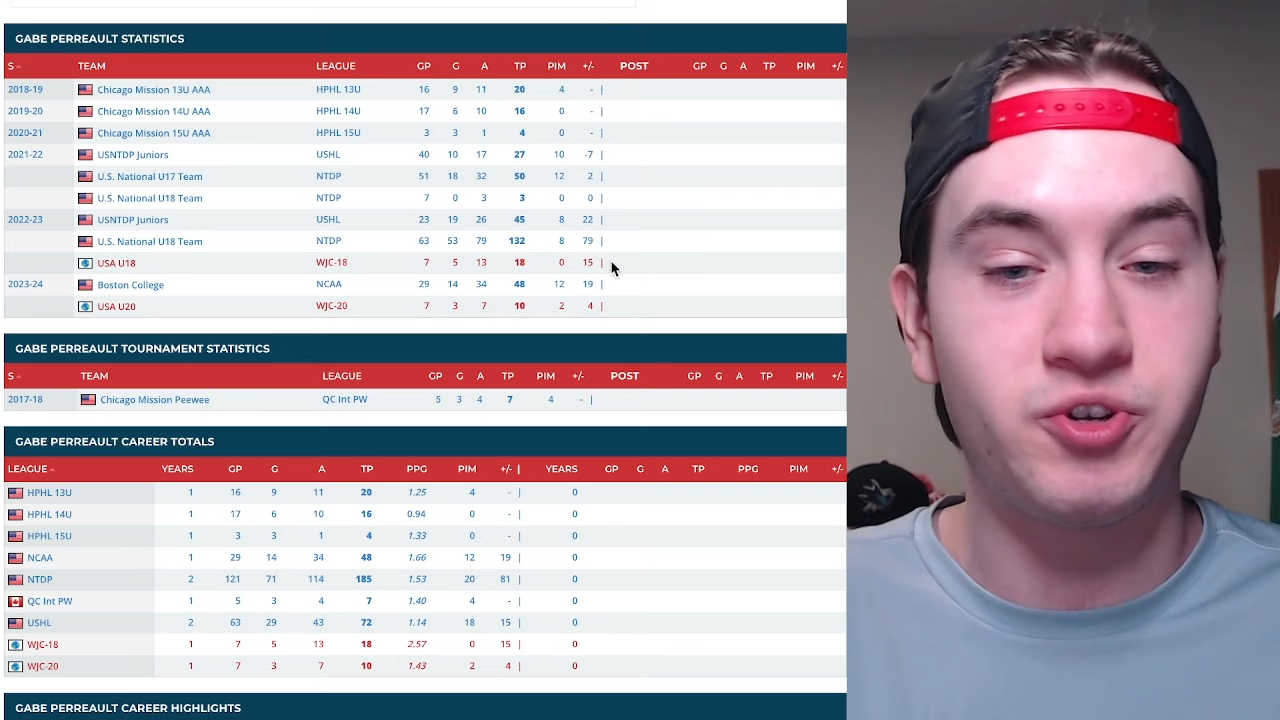 GABE PERREAULT STATISTICS
S TEAM LEAGUE GP G A TP PIM +/- POST GP G A TP PIM +/-
2018-19 Chicago Mission 13U AAA HPHL 13U 16 9 11 20 4 - |
2019-20 Chicago Mission 14U AAA HPHL 14U 17 6 10 16 0 - |
2020-21 Chicago Mission 15U AAA HPHL 15U 3 3 1 4 0 - |
2021-22 USNTDP Juniors USHL 40 10 17 27 10 -7 |
U.S. National U17 Team NTDP 51 18 32 50 12 2 |
U.S. National U18 Team NTDP 7 0 3 3 0 0 |
2022-23 USNTDP Juniors USHL 23 19 26 45 8 22 |
U.S. National U18 Team NTDP 63 53 79 132 8 79 |
USA U18 WJC-18 7 5 13 18 0 15 |
2023-24 Boston College NCAA 29 14 34 48 12 19 |
USA U20 WJC-20 7 3 7 10 2 4 |
GABE PERREAULT TOURNAMENT STATISTICS
S TEAM LEAGUE GP G A TP PIM +/- POST GP G A TP PIM +/-
2017-18 Chicago Mission Peewee QC Int PW 5 3 4 7 4 - |
GABE PERREAULT CAREER TOTALS
LEAGUE YEARS GP G A TP PPG PIM +/- | YEARS GP G A TP PPG PIM +/-
HPHL 13U 1 16 9 11 20 1.25 4 - | 0
HPHL 14U 1 17 6 10 16 0.94 0 - | 0
HPHL 15U 1 3 3 1 4 1.33 0 - | 0
NCAA 1 29 14 34 48 1.66 12 19 | 0
NTDP 2 121 71 114 185 1.53 20 81 | 0
QC Int PW 1 5 3 4 7 1.40 4 - | 0
USHL 2 63 29 43 72 1.14 18 15 | 0
WJC-18 1 7 5 13 18 2.57 0 15 | 0
WJC-20 1 7 3 7 10 1.43 2 4 | 0
GABE PERREAULT CAREER HIGHLIGHTS